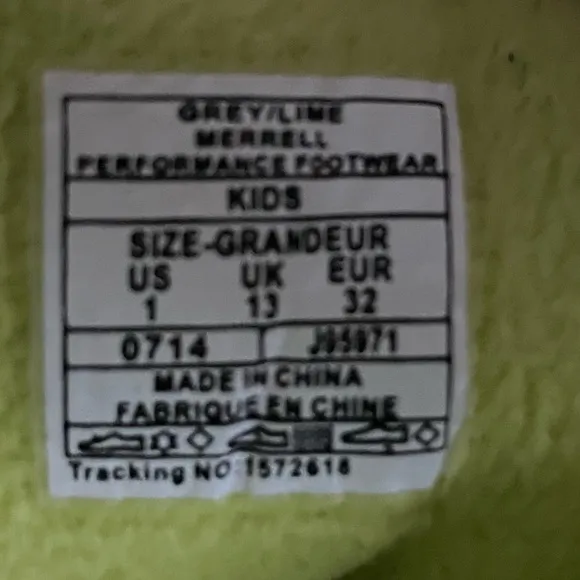 GREY/LIME
MERRELL
PERFORMANCE FOOTWEAR
KIDS
SIZE-GRANDEUR
US UK EUR
1 13 32
0714 J95971
MADE IN CHINA
FABRIQUE EN CHINE
Tracking NO 1572618